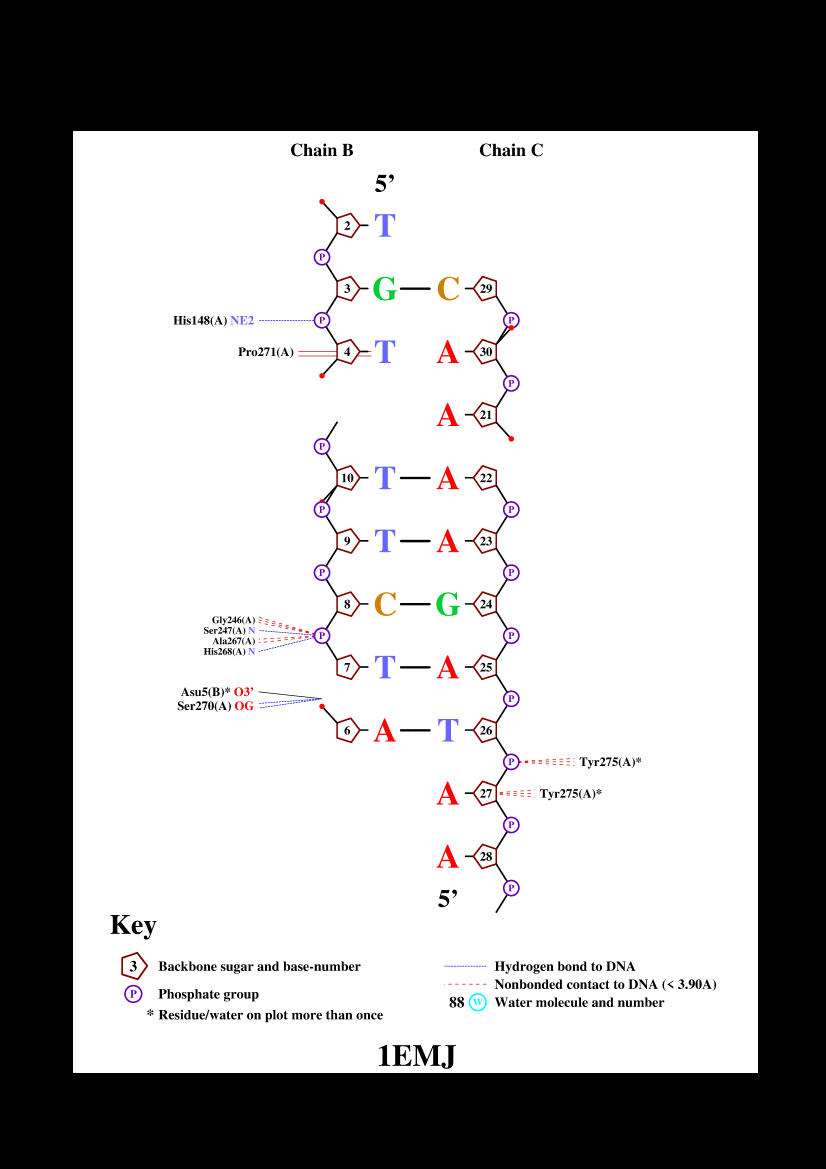 Chain B Chain C
5’
2 T
P
3 G C 29
His148(A) NE2 P P
Pro271(A) 4 T A 30
P
A 21
P
10 T A 22
P P
9 T A 23
P P
8 C G 24
Gly246(A)
Ser247(A) N
P P
Ala267(A)
His268(A) N
7 T A 25
Asu5(B)* O3’
P
Ser270(A) OG
6 A T 26
P Tyr275(A)*
A 27 Tyr275(A)*
P
A 28
P
5’
Key
3 Backbone sugar and base-number
P Phosphate group
* Residue/water on plot more than once
Hydrogen bond to DNA
Nonbonded contact to DNA (< 3.90A)
88 W Water molecule and number
1EMJ